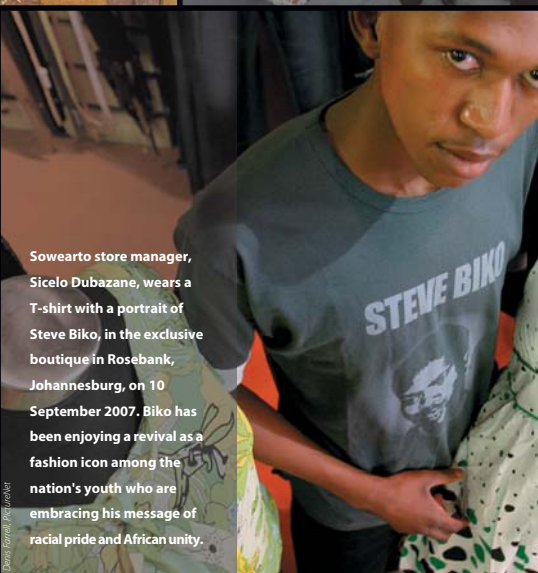 Sowearto store manager,
Sicelo Dubazane, wears a
T-shirt with a portrait of
Steve Biko, in the exclusive
boutique in Rosebank,
Johannesburg, on 10
September 2007. Biko has
been enjoying a revival as a
fashion icon among the
nation's youth who are
embracing his message of
racial pride and African unity.
Denis Farrell, PictureNet
STEVE BIKO